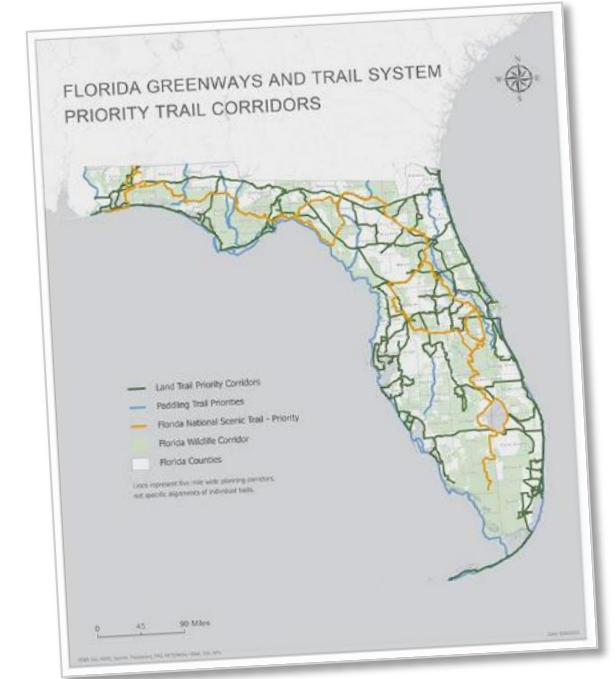 FLORIDA GREENWAYS AND TRAIL SYSTEM
PRIORITY TRAIL CORRIDORS
N
W E
S
Land Trail Priority Corridors
Paddling Trail Priorities
Florida National Scenic Trail - Priority
Florida Wildlife Corridor
Florida Counties
Lines represent five mile wide planning corridors,
not specific alignments of individual trails.
0 45 90 Miles